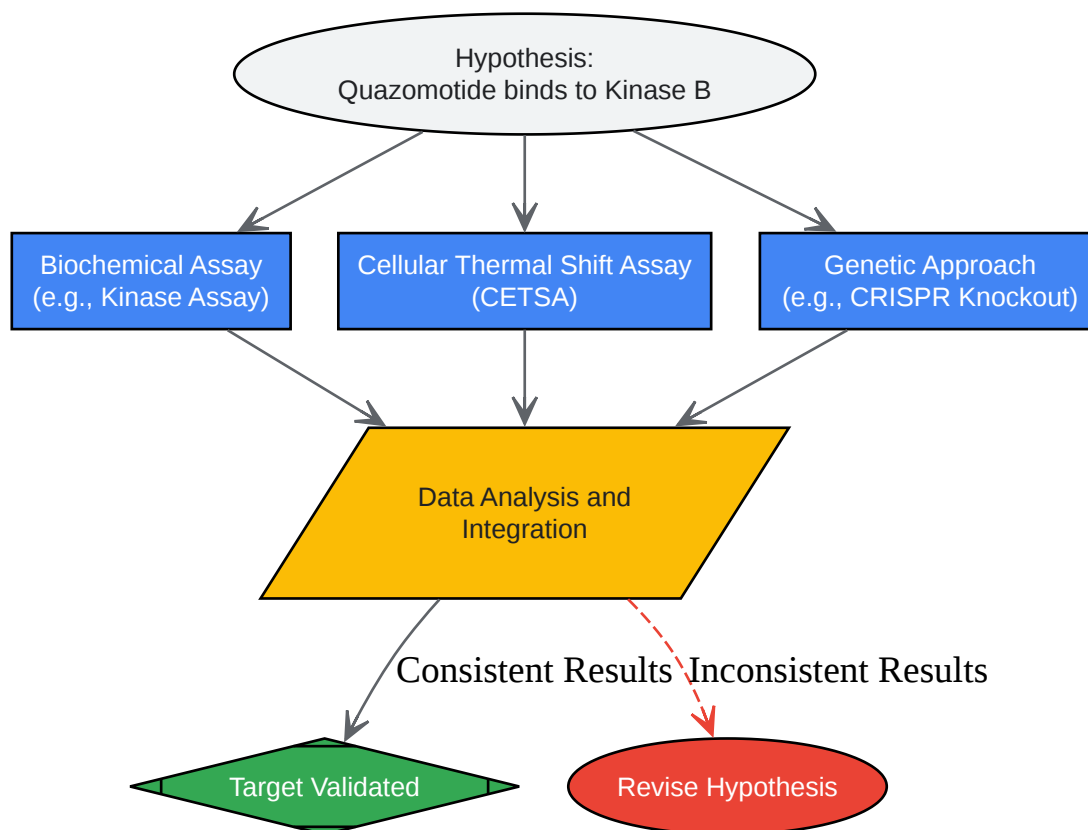 Hypothesis:
Quazomotide binds to Kinase B
Biochemical Assay
(e.g., Kinase Assay)
Cellular Thermal Shift Assay
(CETSA)
Genetic Approach
(e.g., CRISPR Knockout)
Data Analysis and
Integration
Consistent Results
Inconsistent Results
Target Validated
Revise Hypothesis